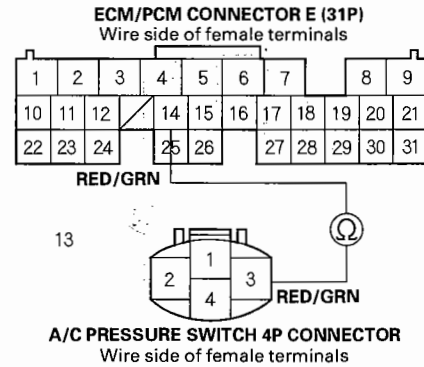 ECM/PCM CONNECTOR E (31P)
Wire side of female terminals
1 2 3 4 5 6 7 8 9
10 11 12 14 15 16 17 18 19 20 21
22 23 24 25 26 27 28 29 30 31
RED/GRN
Ω
13
1
2 3
4
RED/GRN
A/C PRESSURE SWITCH 4P CONNECTOR
Wire side of female terminals